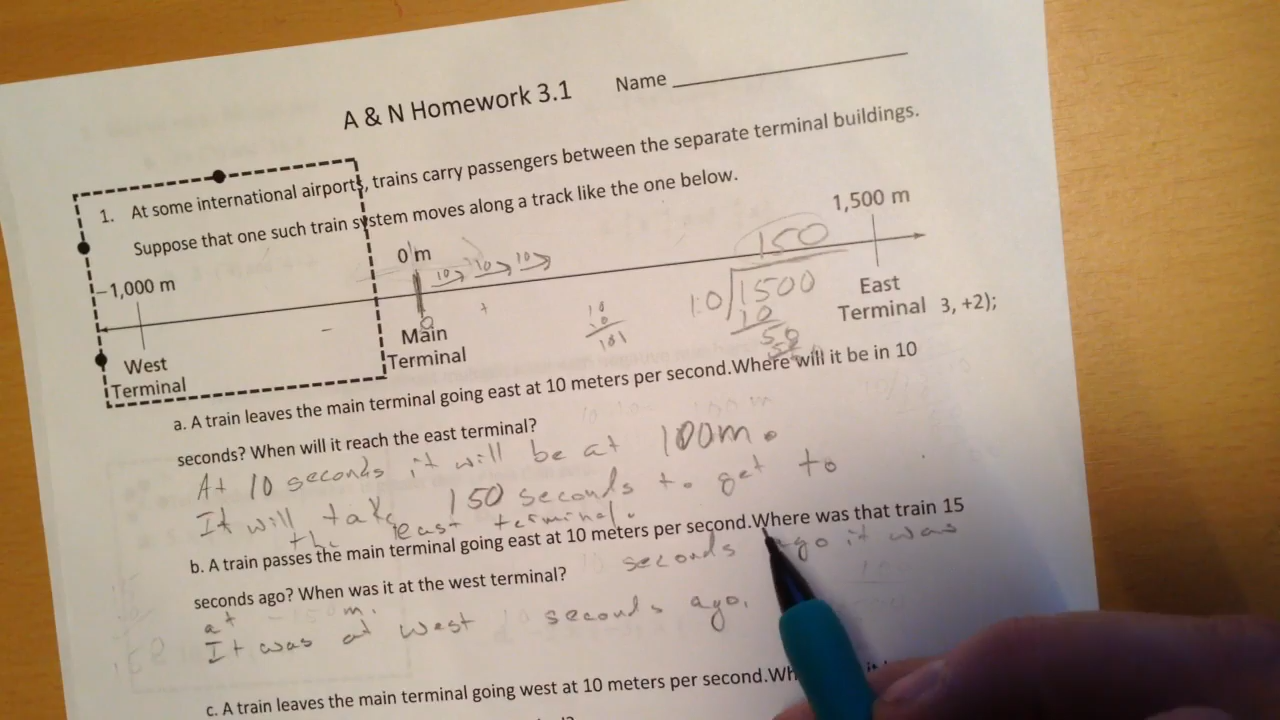 A & N Homework 3.1 Name
1. At some international airports, trains carry passengers between the separate terminal buildings.
Suppose that one such train system moves along a track like the one below.
-1,000 m
0 m
1,500 m
10 10 10
150
10 1500
10
50
+
-
West
Terminal
Main
Terminal
East
Terminal 3, +2);
a. A train leaves the main terminal going east at 10 meters per second.Where will it be in 10
seconds? When will it reach the east terminal?
At 10 seconds it will be at 100m.
It will take 150 seconds to get to
the east terminal.
b. A train passes the main terminal going east at 10 meters per second.Where was that train 15
seconds ago? When was it at the west terminal?
seconds ago it was
at -150 m.
It was at west seconds ago.
c. A train leaves the main terminal going west at 10 meters per second.